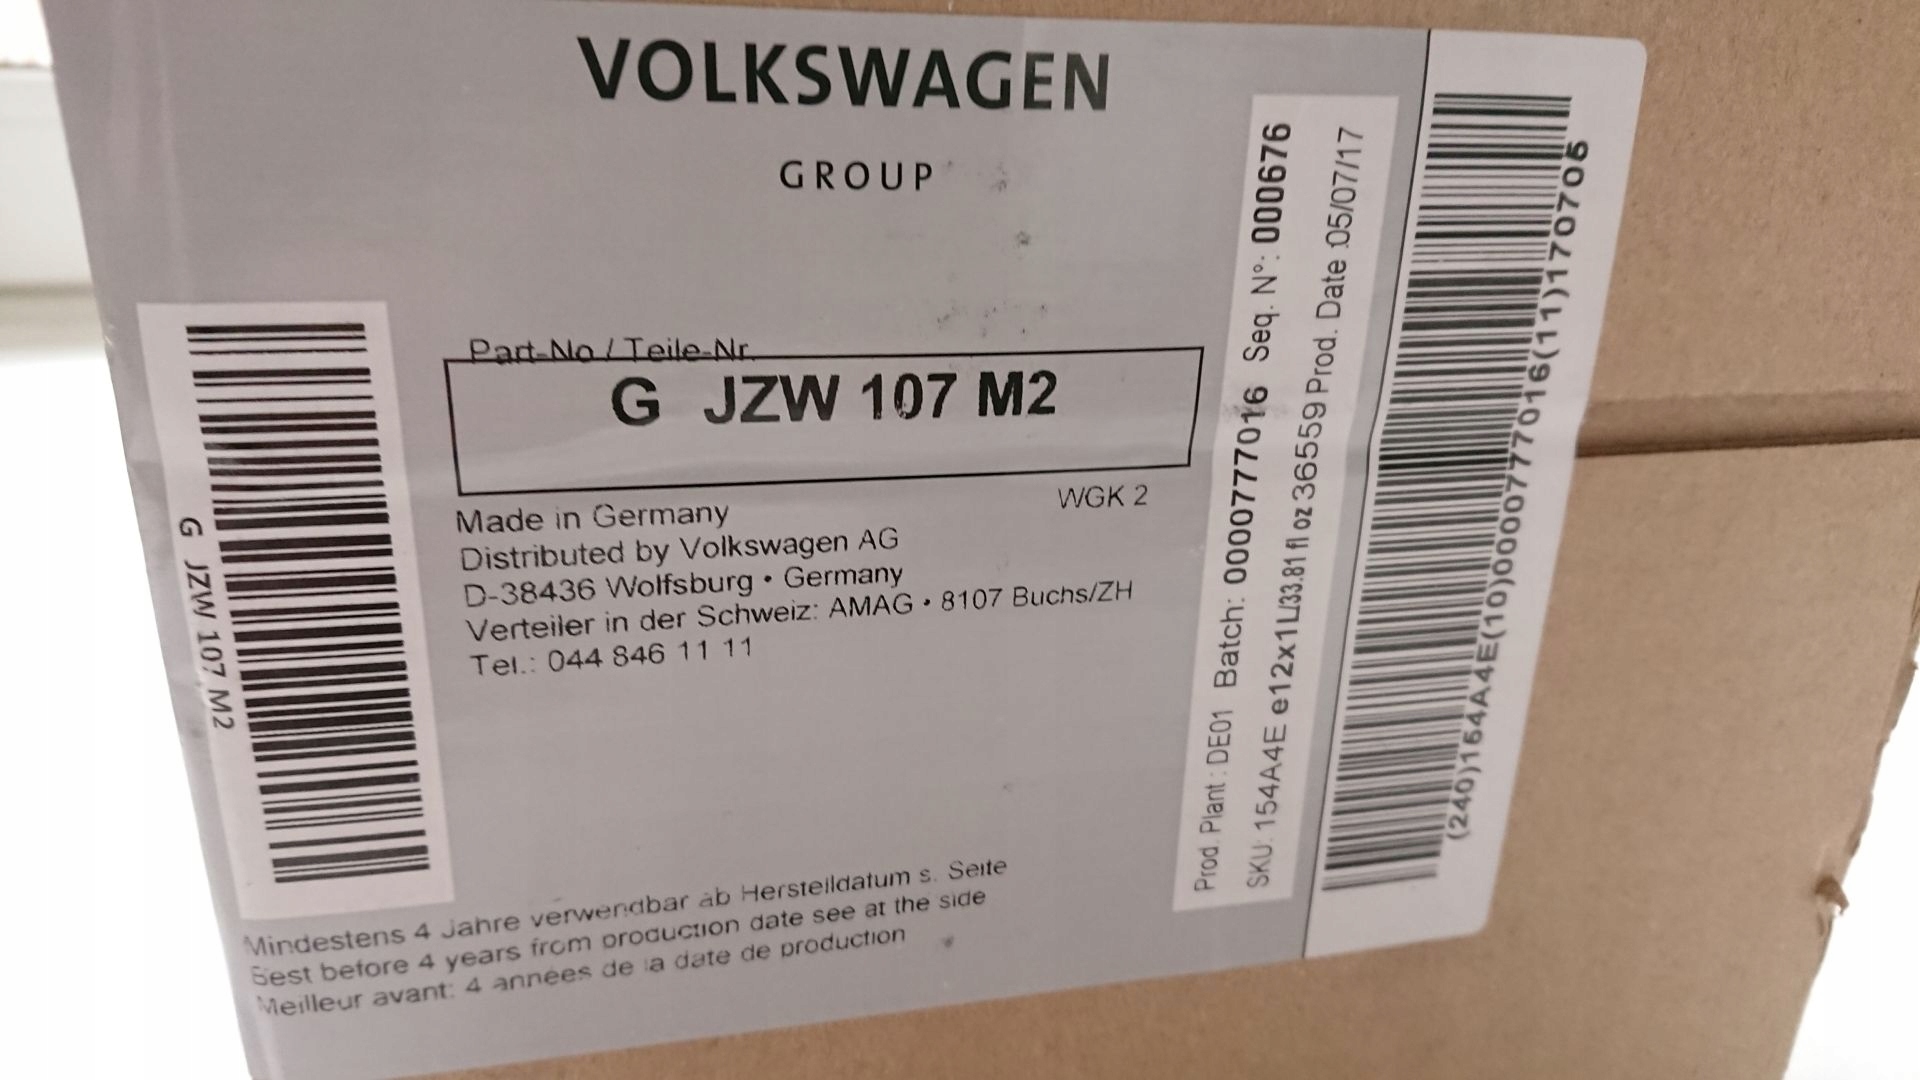 VOLKSWAGEN
GROUP
Part-No / Teile-Nr.
G JZW 107 M2
WGK 2
Made in Germany
Distributed by Volkswagen AG
D-38436 Wolfsburg • Germany
Verteiler in der Schweiz: AMAG • 8107 Buchs/ZH
Tel.: 044 846 11 11
G JZW 107 M2
Mindestens 4 Jahre verwendbar ab Herstelldatum s. Seite
Best before 4 years from production date see at the side
Meilleur avant: 4 années de la date de production
Prod. Plant : DE01 Batch: 0000777016 Seq. N°: 000676
SKU: 154A4E e12x1L/33.81 fl oz 36559 Prod. Date :05/07/17
(240)154A4E(10)0000777016(11)170705